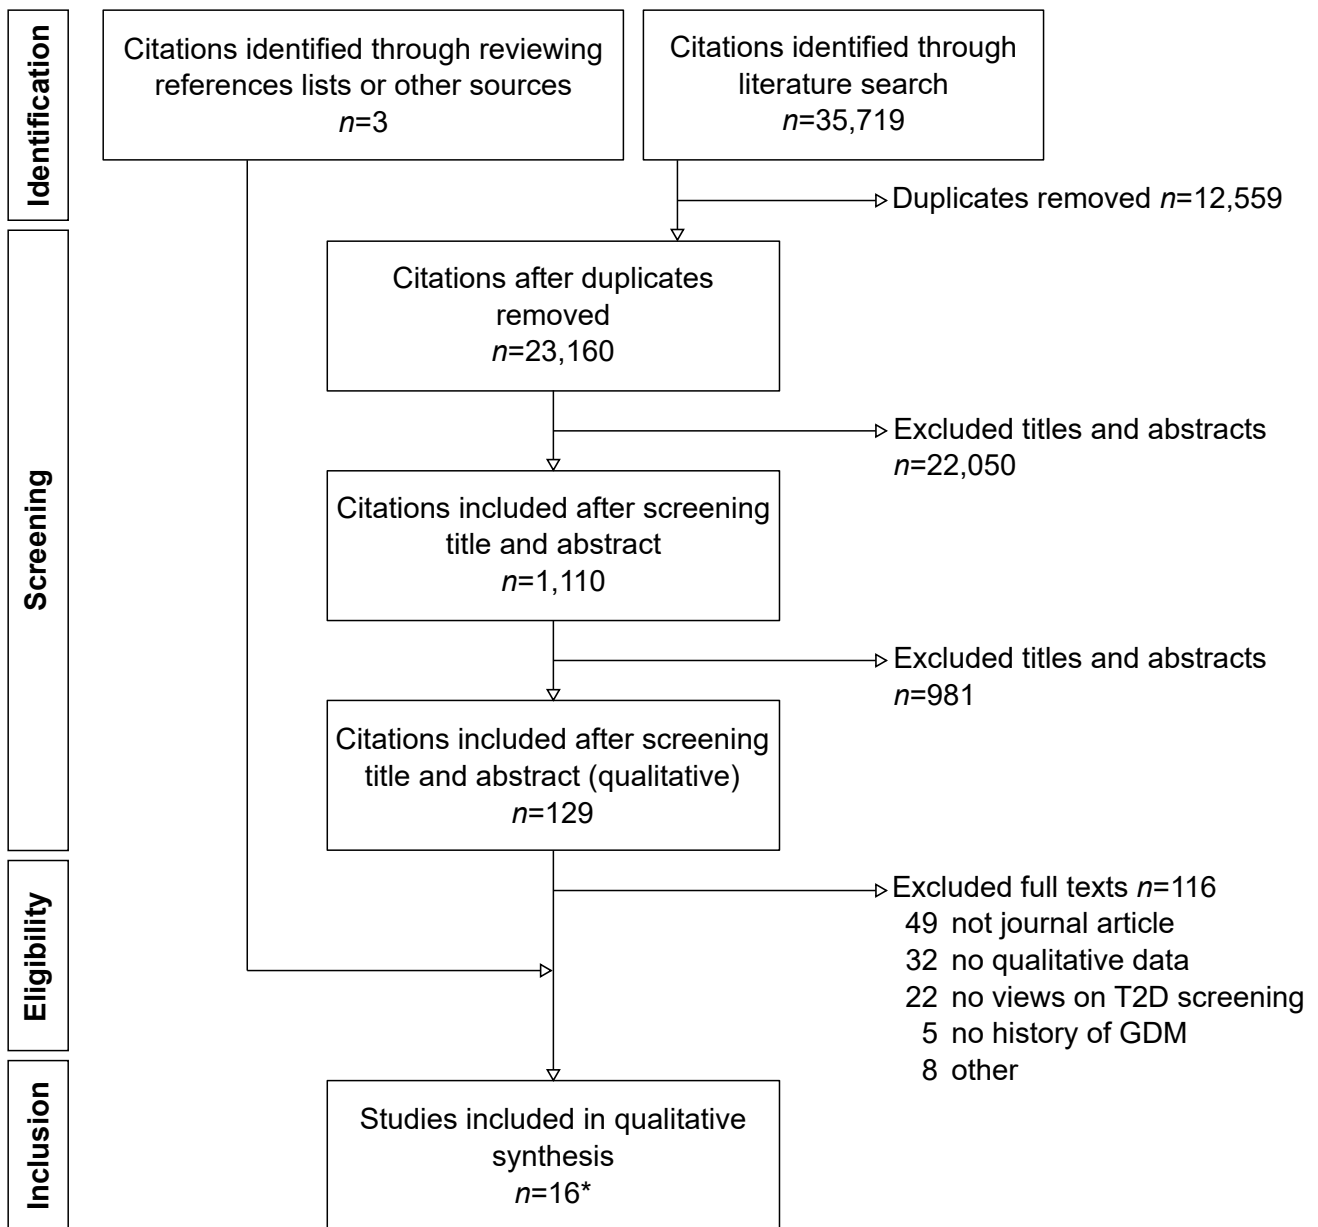 Identification
Citations identified through reviewing
references lists or other sources
n=3
Citations identified through
literature search
n=35,719
Duplicates removed n=12,559
Screening
Citations after duplicates
removed
n=23,160
Excluded titles and abstracts
n=22,050
Citations included after screening
title and abstract
n=1,110
Excluded titles and abstracts
n=981
Citations included after screening
title and abstract (qualitative)
n=129
Eligibility
Excluded full texts n=116
49 not journal article
32 no qualitative data
22 no views on T2D screening
5 no history of GDM
8 other
Inclusion
Studies included in qualitative
synthesis
n=16*